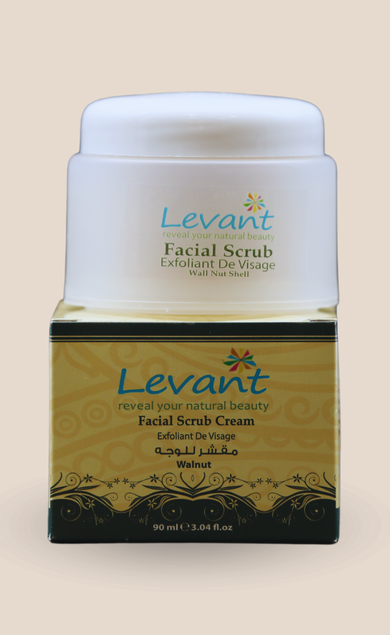 Levant
reveal your natural beauty
Facial Scrub
Exfoliant De Visage
Wall Nut Shell
Levant
reveal your natural beauty
Facial Scrub Cream
Exfoliant De Visage
مقشر للوجه
Walnut
90 ml ℮ 3.04 fl.oz